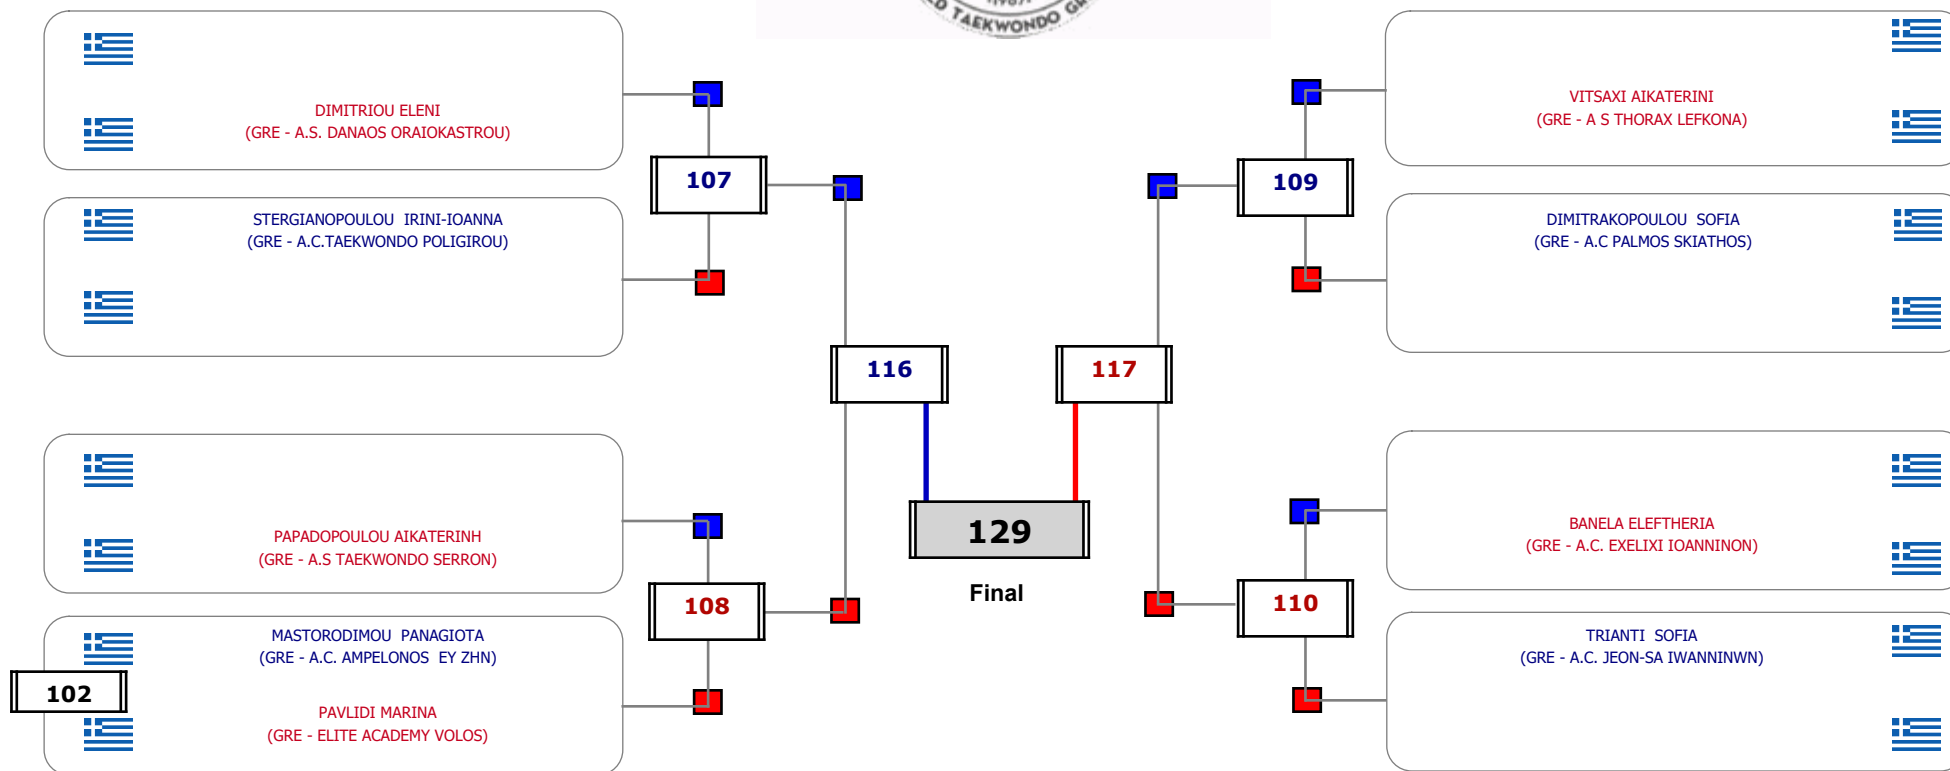 TAEKWONDO
DIMITRIOU ELENI
(GRE - A.S. DANAOS ORAIOKASTROU)
107
STERGIANOPOULOU IRINI-IOANNA
(GRE - A.C.TAEKWONDO POLIGIROU)
116
PAPADOPOULOU AIKATERINH
(GRE - A.S TAEKWONDO SERRON)
108
MASTORODIMOU PANAGIOTA
(GRE - A.C. AMPELONOS EY ZHN)
102
PAVLIDI MARINA
(GRE - ELITE ACADEMY VOLOS)
129
Final
VITSAXI AIKATERINI
(GRE - A S THORAX LEFKONA)
109
DIMITRAKOPOULOU SOFIA
(GRE - A.C PALMOS SKIATHOS)
117
BANELA ELEFTHERIA
(GRE - A.C. EXELIXI IOANNINON)
110
TRIANTI SOFIA
(GRE - A.C. JEON-SA IWANNINWN)